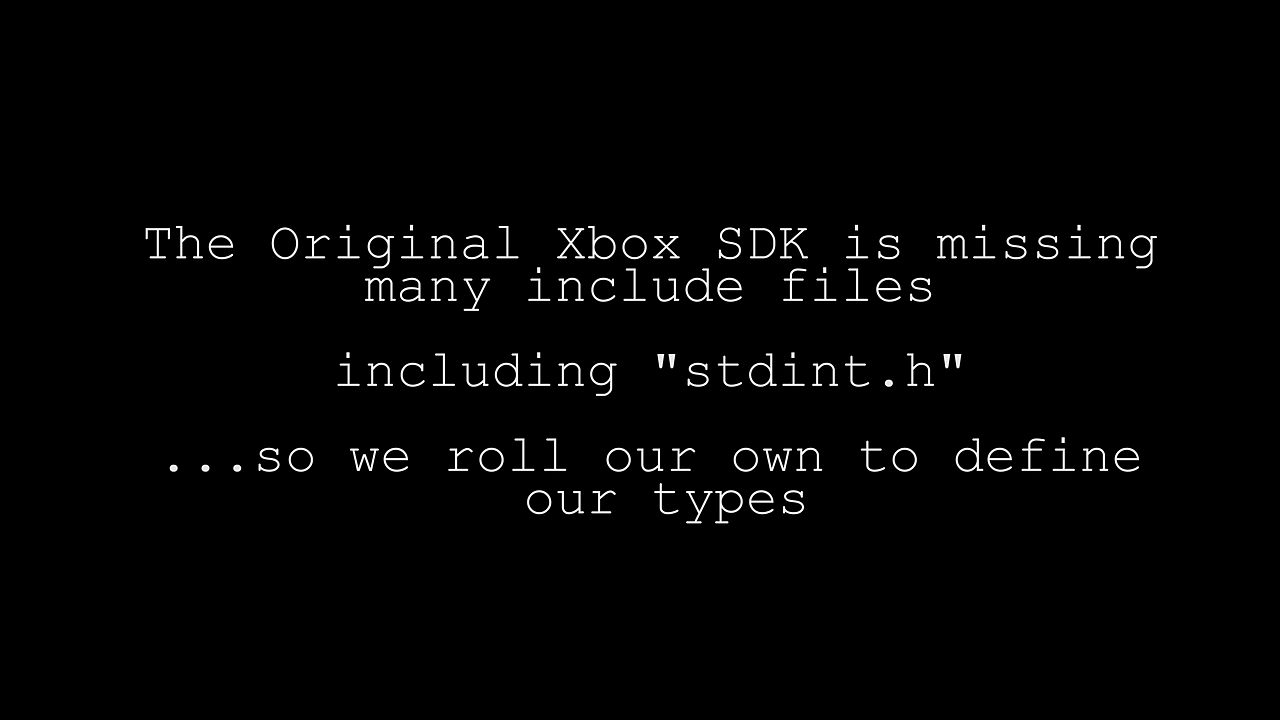 The Original Xbox SDK is missing
many include files
including "stdint.h"
...so we roll our own to define
our types